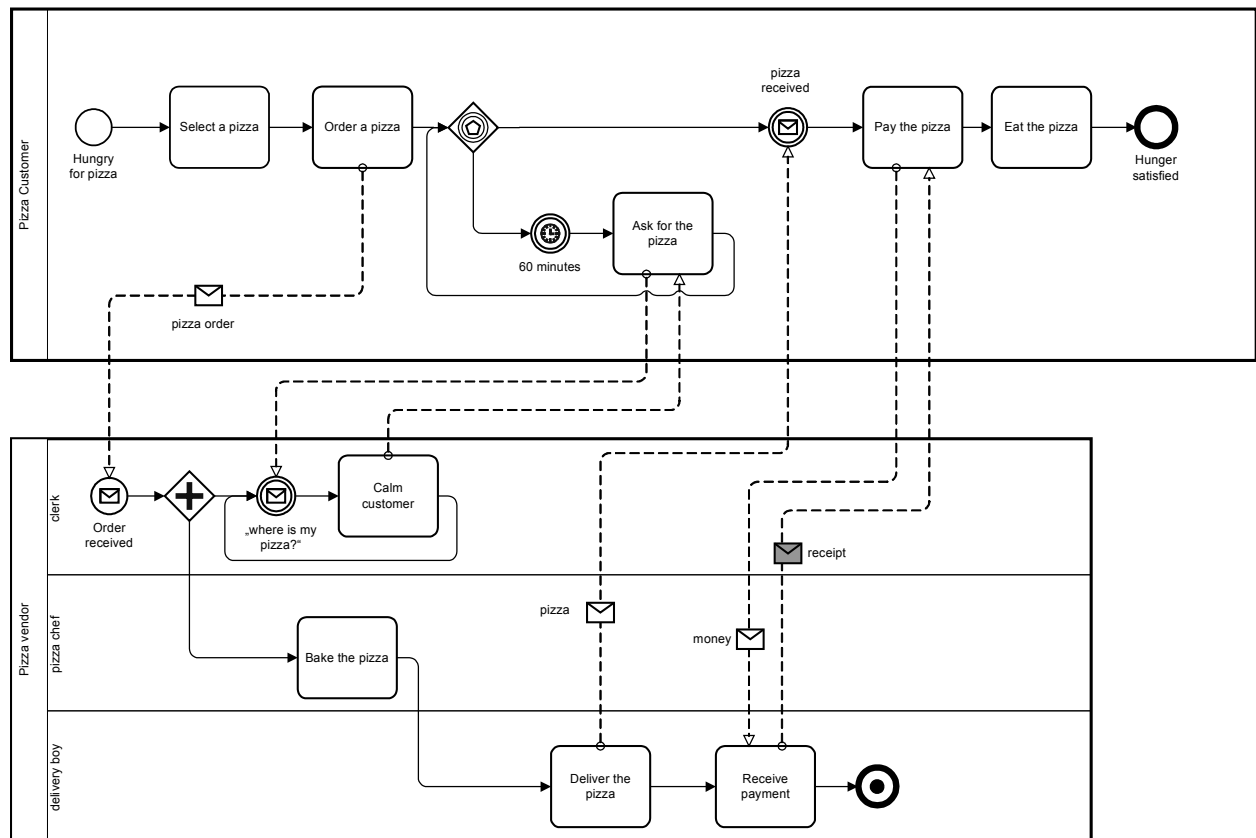 Pizza Customer
Hungry
for pizza
Select a pizza
Order a pizza
pizza
received
Pay the pizza
Eat the pizza
Hunger
satisfied
60 minutes
Ask for the
pizza
pizza order
Pizza vendor
clerk
Order
received
„where is my
pizza?“
Calm
customer
receipt
pizza chef
Bake the pizza
pizza
money
delivery boy
Deliver the
pizza
Receive
payment